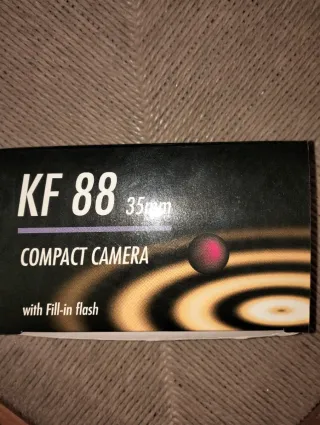 KF 88 35mm
COMPACT CAMERA
with Fill-in flash